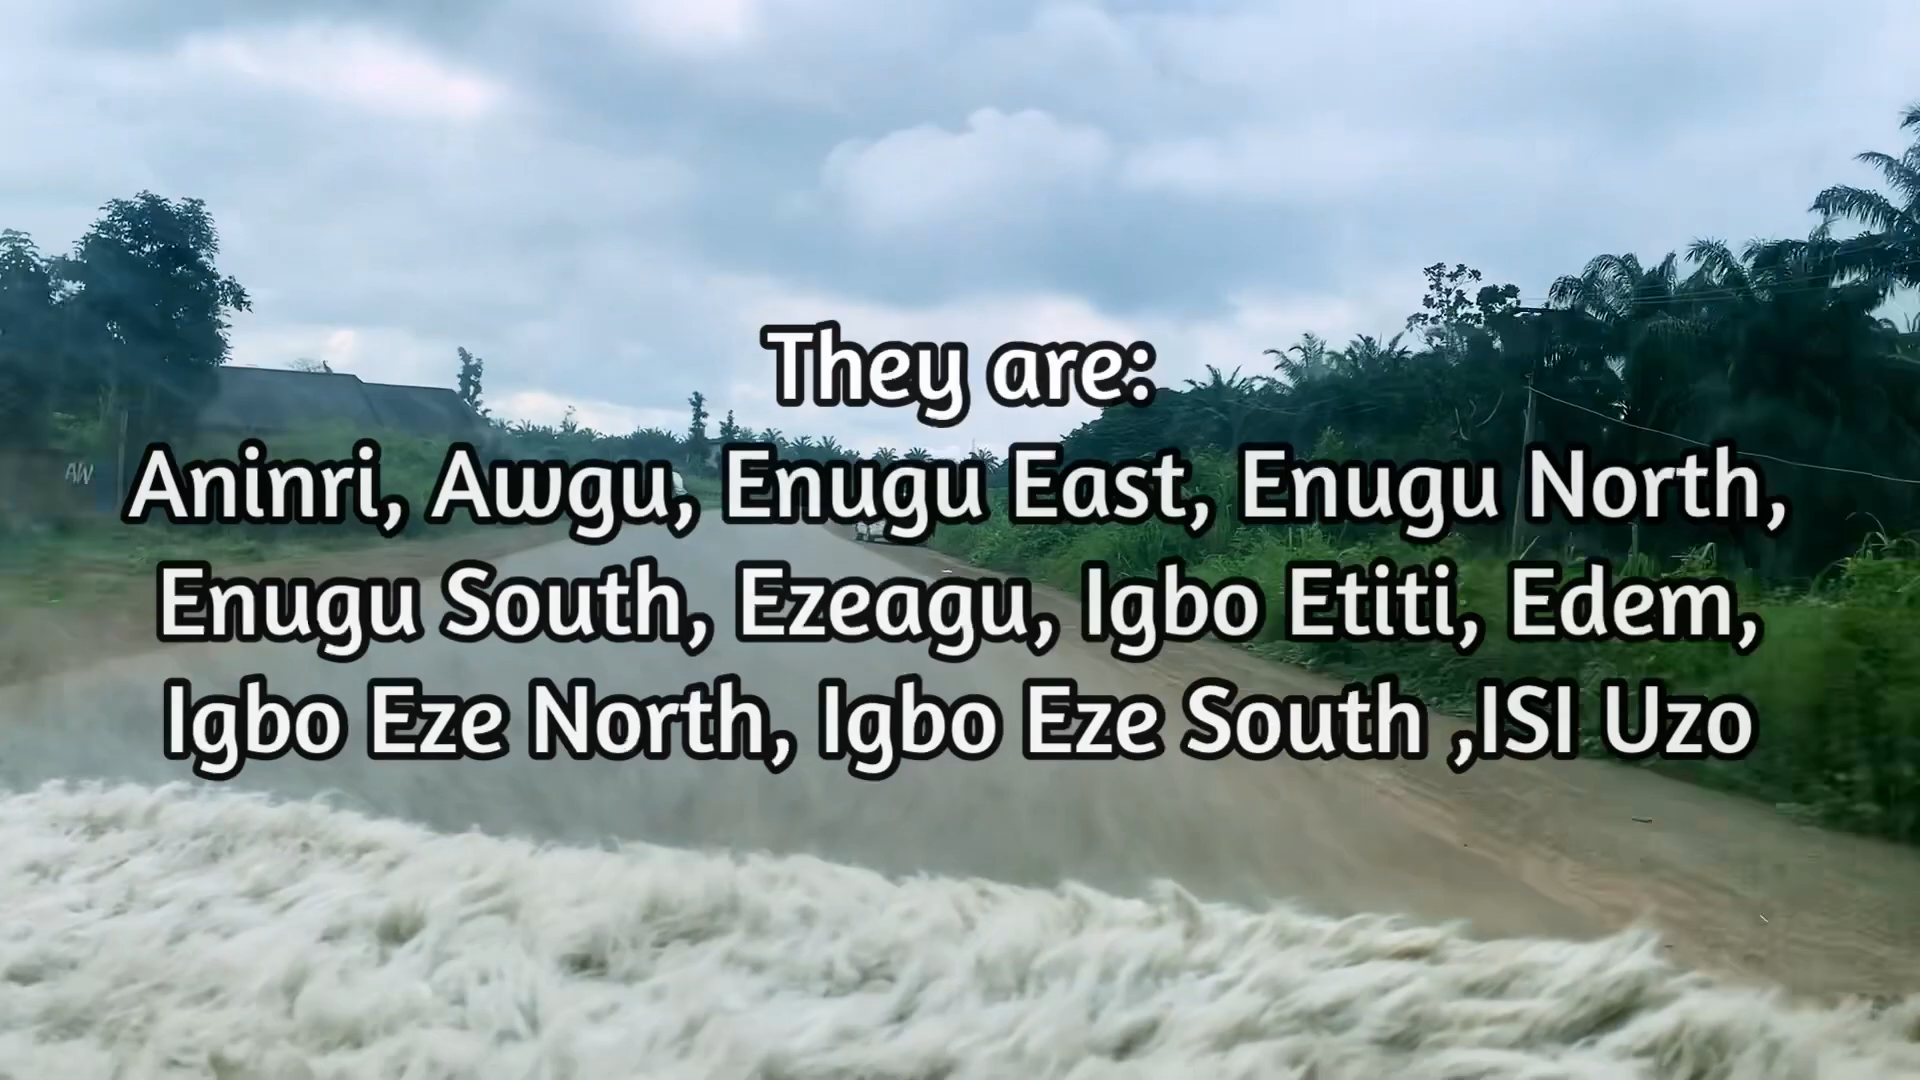 They are:
Aninri, Awgu, Enugu East, Enugu North,
Enugu South, Ezeagu, Igbo Etiti, Edem,
Igbo Eze North, Igbo Eze South ,ISI Uzo
AW